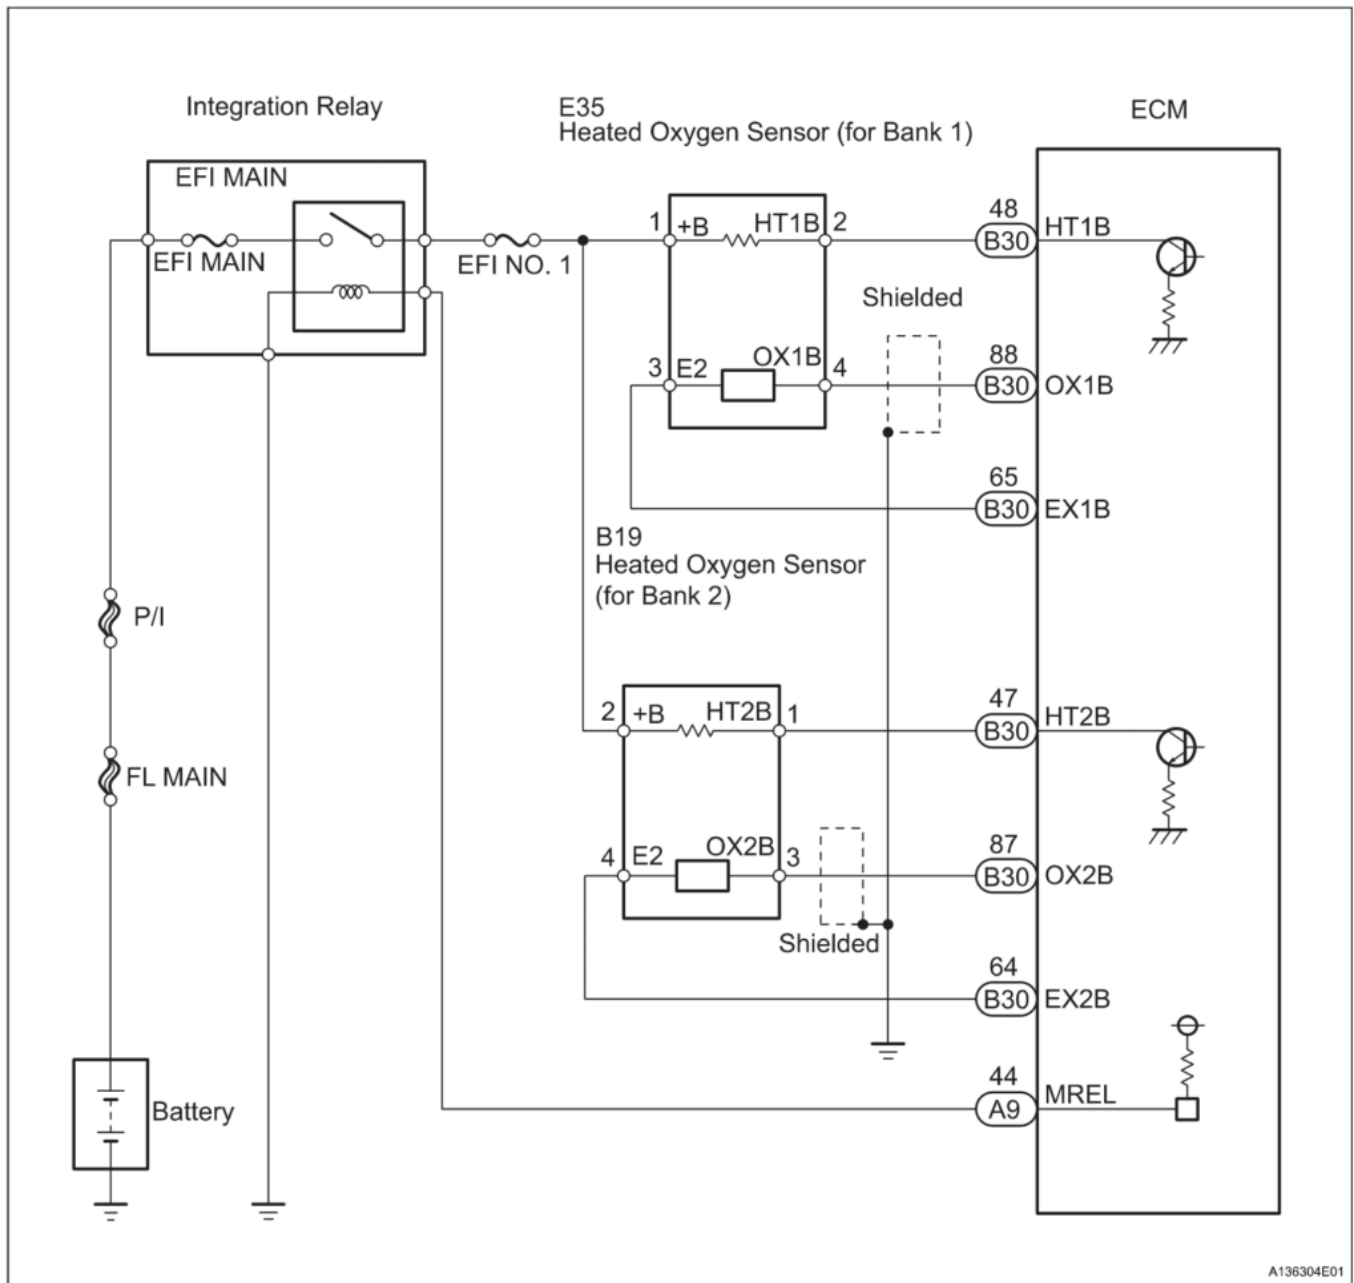 Integration Relay
E35
Heated Oxygen Sensor (for Bank 1)
ECM
EFI MAIN
EFI MAIN
EFI NO. 1
1 +B HT1B 2
48
B30 HT1B
Shielded
3 E2 OX1B 4
88
B30 OX1B
65
B30 EX1B
B19
Heated Oxygen Sensor
(for Bank 2)
P/I
FL MAIN
2 +B HT2B 1
47
B30 HT2B
4 E2 OX2B 3
87
B30 OX2B
Shielded
64
B30 EX2B
44
A9 MREL
Battery
A136304E01